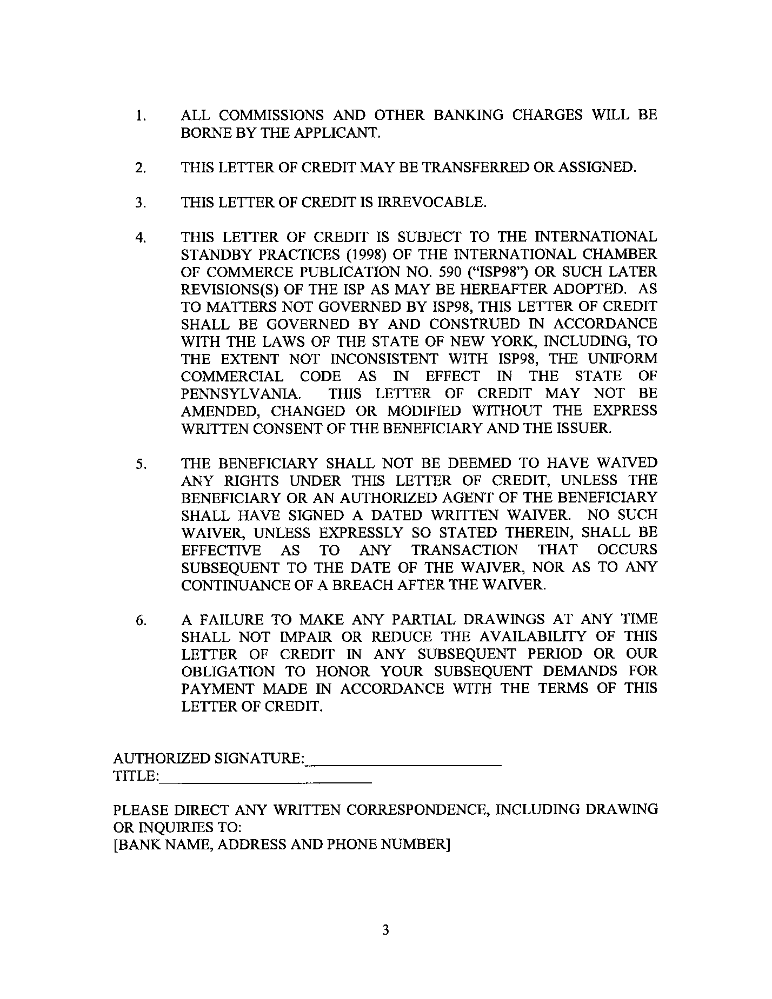 1. ALL COMMISSIONS AND OTHER BANKING CHARGES WILL BE
BORNE BY THE APPLICANT.
2. THIS LETTER OF CREDIT MAY BE TRANSFERRED OR ASSIGNED.
3. THIS LETTER OF CREDIT IS IRREVOCABLE.
4. THIS LETTER OF CREDIT IS SUBJECT TO THE INTERNATIONAL
STANDBY PRACTICES (1998) OF THE INTERNATIONAL CHAMBER
OF COMMERCE PUBLICATION NO. 590 (“ISP98”) OR SUCH LATER
REVISIONS(S) OF THE ISP AS MAY BE HEREAFTER ADOPTED. AS
TO MATTERS NOT GOVERNED BY ISP98, THIS LETTER OF CREDIT
SHALL BE GOVERNED BY AND CONSTRUED IN ACCORDANCE
WITH THE LAWS OF THE STATE OF NEW YORK, INCLUDING, TO
THE EXTENT NOT INCONSISTENT WITH ISP98, THE UNIFORM
COMMERCIAL CODE AS IN EFFECT IN THE STATE OF
PENNSYLVANIA. THIS LETTER OF CREDIT MAY NOT BE
AMENDED, CHANGED OR MODIFIED WITHOUT THE EXPRESS
WRITTEN CONSENT OF THE BENEFICIARY AND THE ISSUER.
5. THE BENEFICIARY SHALL NOT BE DEEMED TO HAVE WAIVED
ANY RIGHTS UNDER THIS LETTER OF CREDIT, UNLESS THE
BENEFICIARY OR AN AUTHORIZED AGENT OF THE BENEFICIARY
SHALL HAVE SIGNED A DATED WRITTEN WAIVER. NO SUCH
WAIVER, UNLESS EXPRESSLY SO STATED THEREIN, SHALL BE
EFFECTIVE AS TO ANY TRANSACTION THAT OCCURS
SUBSEQUENT TO THE DATE OF THE WAIVER, NOR AS TO ANY
CONTINUANCE OF A BREACH AFTER THE WAIVER.
6. A FAILURE TO MAKE ANY PARTIAL DRAWINGS AT ANY TIME
SHALL NOT IMPAIR OR REDUCE THE AVAILABILITY OF THIS
LETTER OF CREDIT IN ANY SUBSEQUENT PERIOD OR OUR
OBLIGATION TO HONOR YOUR SUBSEQUENT DEMANDS FOR
PAYMENT MADE IN ACCORDANCE WITH THE TERMS OF THIS
LETTER OF CREDIT.
AUTHORIZED SIGNATURE:
TITLE:
PLEASE DIRECT ANY WRITTEN CORRESPONDENCE, INCLUDING DRAWING
OR INQUIRIES TO:
[BANK NAME, ADDRESS AND PHONE NUMBER]
3